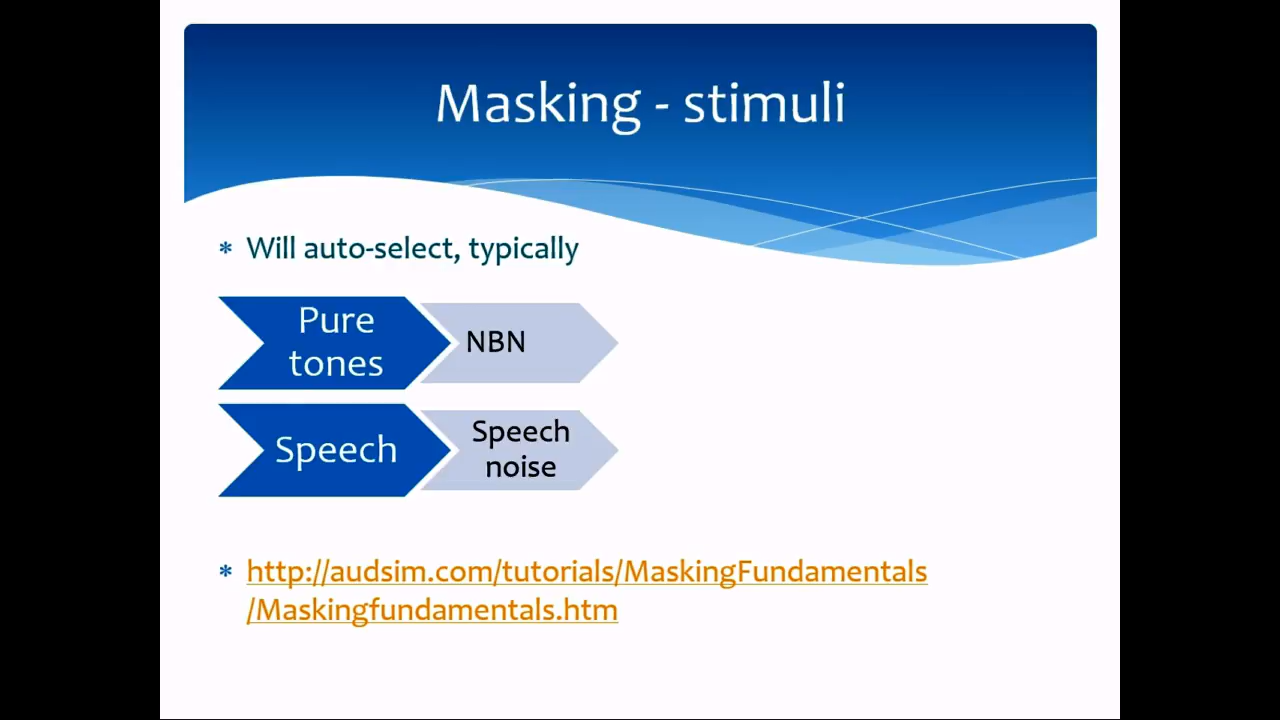 Masking - stimuli
Will auto-select, typically
Pure
tones
NBN
Speech
Speech
noise
http://audsim.com/tutorials/MaskingFundamentals
/Maskingfundamentals.htm